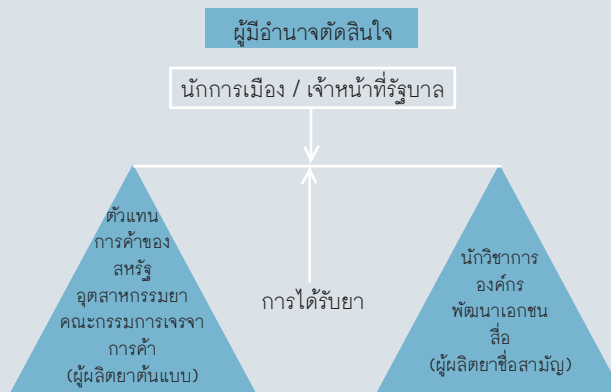 ผู้มีอำนาจตัดสินใจ
นักการเมือง / เจ้าหน้าที่รัฐบาล
ตัวแทน
การค้าของ
สหรัฐ
อุตสาหกรรมยา
คณะกรรมการเจรจา
การค้า
(ผู้ผลิตยาต้นแบบ)
การได้รับยา
นักวิชาการ
องค์กร
พัฒนาเอกชน
สื่อ
(ผู้ผลิตยาชื่อสามัญ)